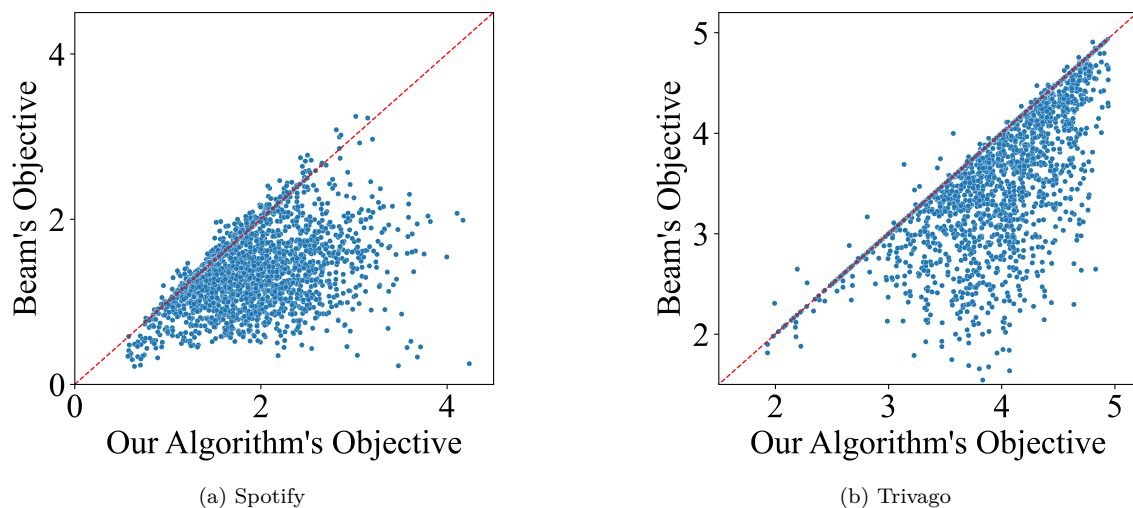 4
2
0
Beam's Objective
0 2 4
Our Algorithm's Objective
(a) Spotify
5
4
3
2
Beam's Objective
2 3 4 5
Our Algorithm's Objective
(b) Trivago